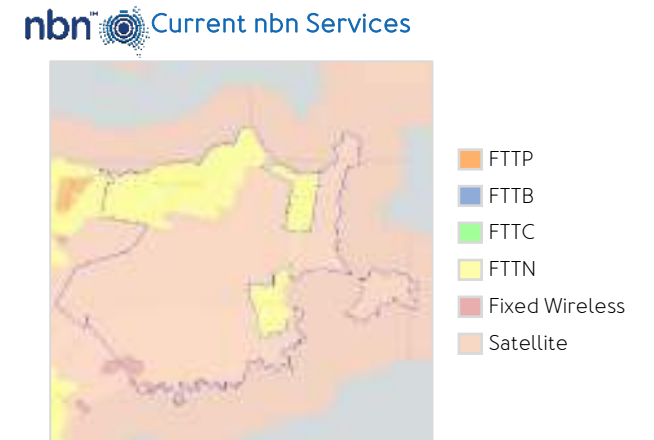 nbn™ Current nbn Services
FTTP
FTTB
FTTC
FTTN
Fixed Wireless
Satellite